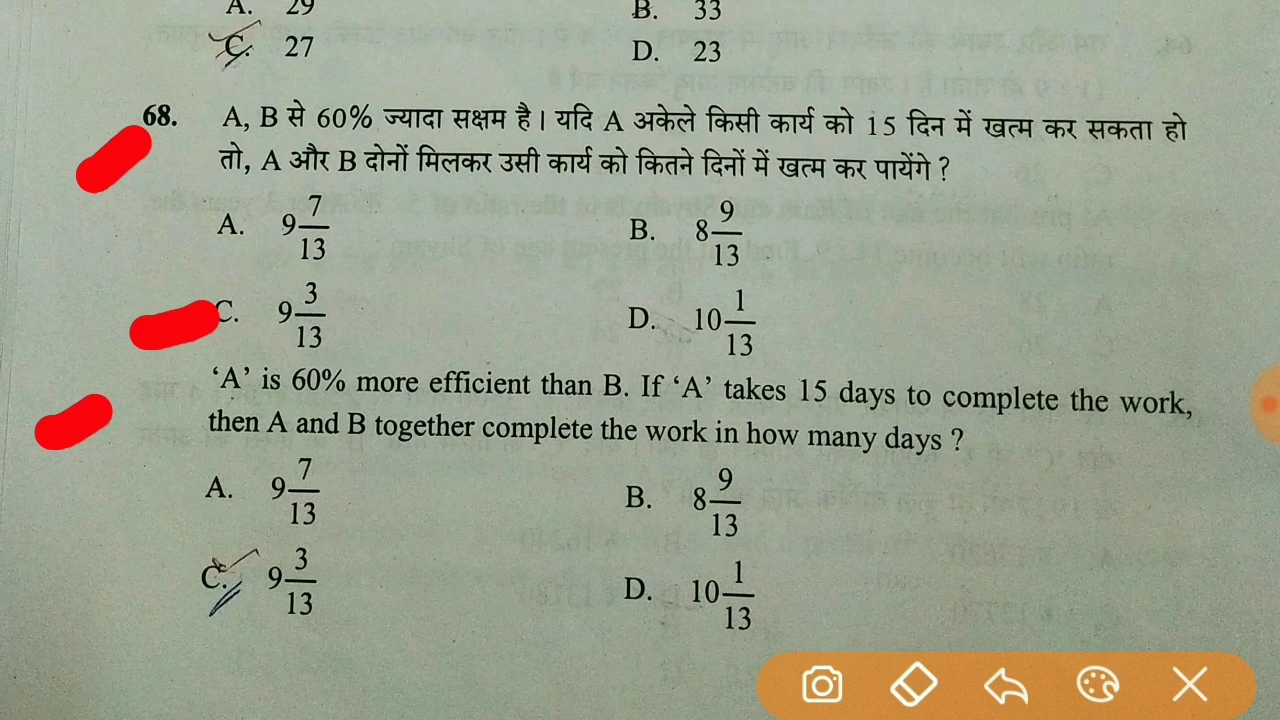 A. 29 B. 33
C. 27 D. 23
68. A, B से 60% ज्यादा सक्षम है। यदि A अकेले किसी कार्य को 15 दिन में खत्म कर सकता हो
तो, A और B दोनों मिलकर उसी कार्य को कितने दिनों में खत्म कर पायेंगे ?
A. 9 7/13 B. 8 9/13
C. 9 3/13 D. 10 1/13
‘A’ is 60% more efficient than B. If ‘A’ takes 15 days to complete the work,
then A and B together complete the work in how many days ?
A. 9 7/13 B. 8 9/13
C. 9 3/13 D. 10 1/13